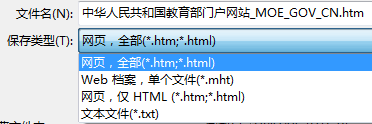 文件名(N): 中华人民共和国教育部门户网站_MOE_GOV_CN.htm
保存类型(T): 网页，全部(*.htm;*.html)
网页，全部(*.htm;*.html)
Web 档案，单个文件(*.mht)
网页，仅 HTML (*.htm;*.html)
文本文件(*.txt)